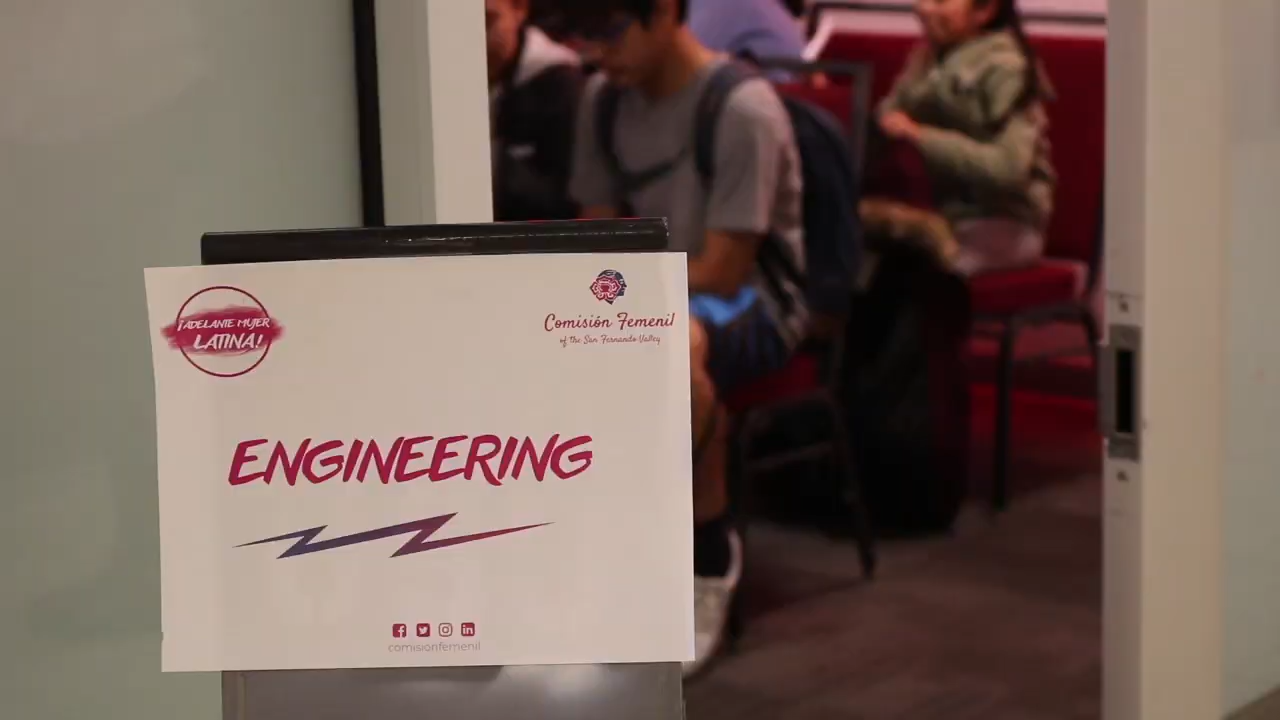 ¡ADELANTE MUJER
LATINA!
Comisión Femenil
of the San Fernando Valley
ENGINEERING
comisionfemenil